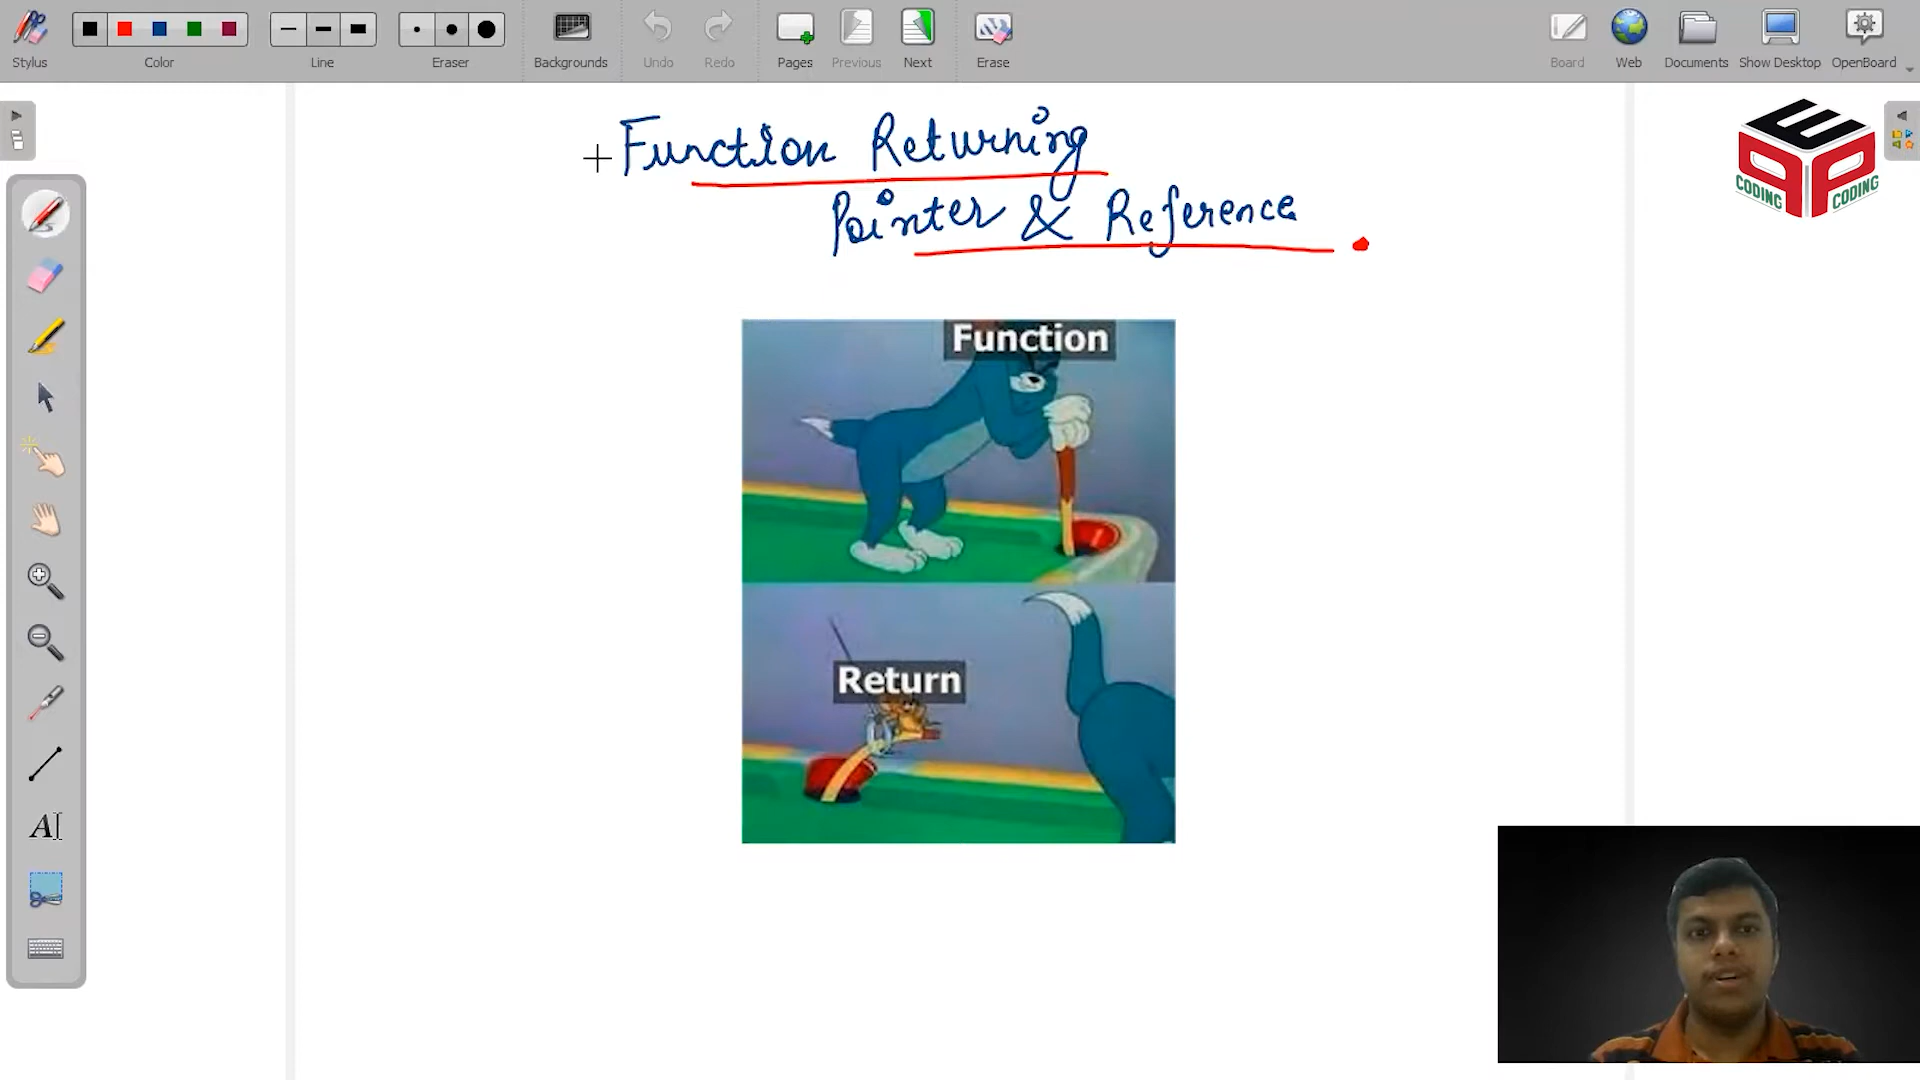 Stylus
Color
Line
Eraser
Backgrounds
Undo
Redo
Pages
Previous
Next
Erase
Board
Web
Documents
Show Desktop
OpenBoard
Function Returning
Pointer & Reference
CODING CODING
Function
Return
AI